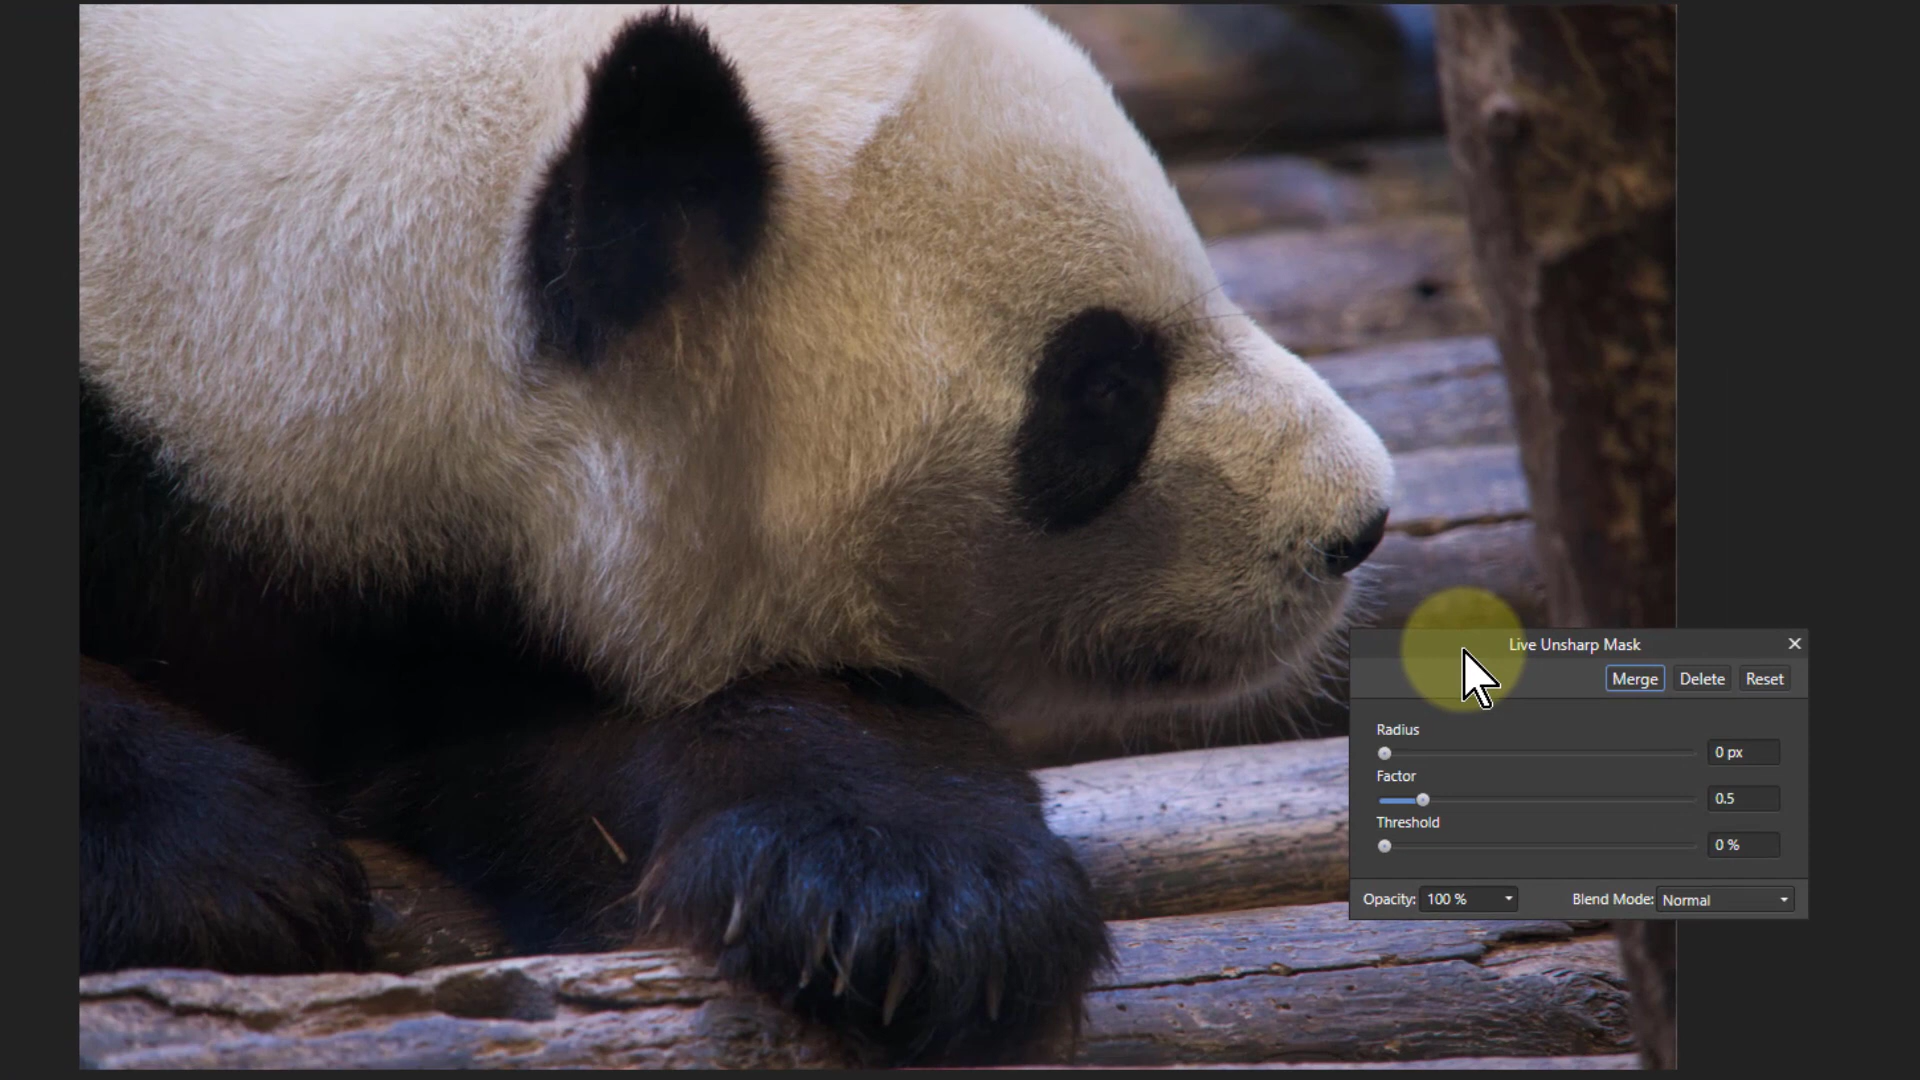 Live Unsharp Mask
Merge Delete Reset
Radius
0 px
Factor
0.5
Threshold
0 %
Opacity: 100 % Blend Mode: Normal